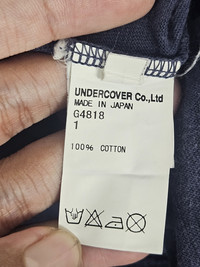 UNDERCOVER Co.,Ltd
MADE IN JAPAN
G4818
1
100% COTTON